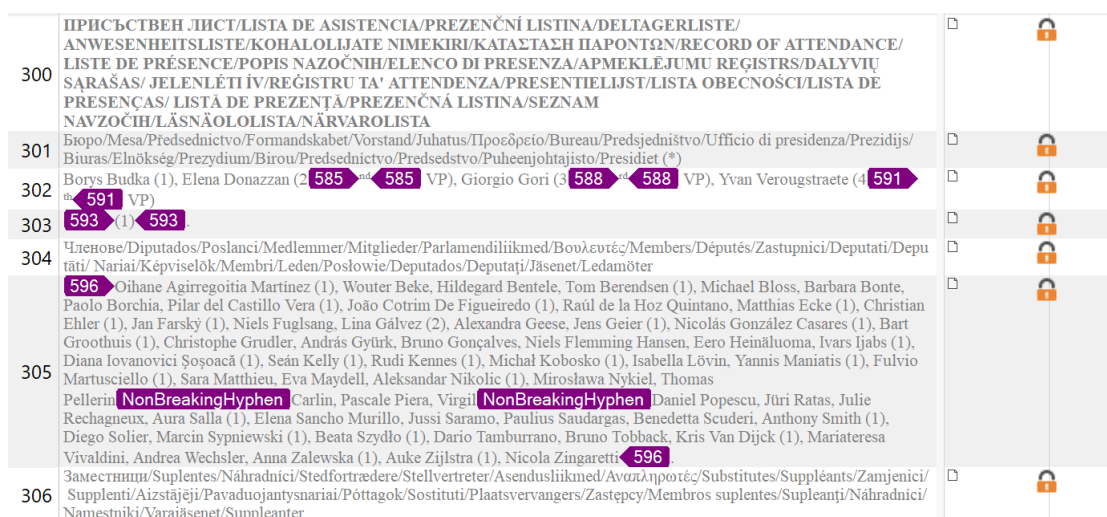 300
ПРИСЪСТВЕН ЛИСТ/LISTA DE ASISTENCIA/PREZENČNÍ LISTINA/DELTAGERLISTE/
ANWESENHEITSLISTE/KOHALOLIJATE NIMEKIRI/ΚΑΤΑΣΤΑΣΗ ΠΑΡΟΝΤΩΝ/RECORD OF ATTENDANCE/
LISTE DE PRÉSENCE/POPIS NAZOČNIH/ELENCO DI PRESENZA/APMEKLĒJUMU REĢISTRS/DALYVIŲ
SĄRAŠAS/ JELENLÉTI ÍV/REĠISTRU TA' ATTENDENZA/PRESENTIELIJST/LISTA OBECNOŚCI/LISTA DE
PRESENÇAS/ LISTĂ DE PREZENŢĂ/PREZENČNÁ LISTINA/SEZNAM
NAVZOČIH/LÄSNÄOLOLISTA/NÄRVAROLISTA
301
Бюро/Mesa/Předsednictvo/Formandskabet/Vorstand/Juhatus/Προεδρείο/Bureau/Predsjedništvo/Ufficio di presidenza/Prezidijs/
Biuras/Elnökség/Prezydium/Birou/Predsedníctvo/Predsedstvo/Puheenjohtajisto/Presidiet (*)
302
Borys Budka (1), Elena Donazzan (2 585 nd 585 VP), Giorgio Gori (3 588 rd 588 VP), Yvan Verougstraete (4 591
th 591 VP)
303
593 (1) 593 .
304
Членове/Diputados/Poslanci/Medlemmer/Mitglieder/Parlamendiliikmed/Βουλευτές/Members/Députés/Zastupnici/Deputati/Depu
tāti/ Nariai/Képviselõk/Membri/Leden/Posłowie/Deputados/Deputaţi/Jäsenet/Ledamöter
305
596 Oihane Agirregoitia Martínez (1), Wouter Beke, Hildegard Bentele, Tom Berendsen (1), Michael Bloss, Barbara Bonte,
Paolo Borchia, Pilar del Castillo Vera (1), João Cotrim De Figueiredo (1), Raúl de la Hoz Quintano, Matthias Ecke (1), Christian
Ehler (1), Jan Farský (1), Niels Fuglsang, Lina Gálvez (2), Alexandra Geese, Jens Geier (1), Nicolás González Casares (1), Bart
Groothuis (1), Christophe Grudler, András Gyürk, Bruno Gonçalves, Niels Flemming Hansen, Eero Heinäluoma, Ivars Ijabs (1),
Diana Iovanovici Şoşoacă (1), Seán Kelly (1), Rudi Kennes (1), Michał Kobosko (1), Isabella Lövin, Yannis Maniatis (1), Fulvio
Martusciello (1), Sara Matthieu, Eva Maydell, Aleksandar Nikolic (1), Mirosława Nykiel, Thomas
Pellerin NonBreakingHyphen Carlin, Pascale Piera, Virgil NonBreakingHyphen Daniel Popescu, Jüri Ratas, Julie
Rechagneux, Aura Salla (1), Elena Sancho Murillo, Jussi Saramo, Paulius Saudargas, Benedetta Scuderi, Anthony Smith (1),
Diego Solier, Marcin Sypniewski (1), Beata Szydło (1), Dario Tamburrano, Bruno Tobback, Kris Van Dijck (1), Mariateresa
Vivaldini, Andrea Wechsler, Anna Zalewska (1), Auke Zijlstra (1), Nicola Zingaretti 596 .
306
Заместници/Suplentes/Náhradníci/Stedfortrædere/Stellvertreter/Asendusliikmed/Αναπληρωτές/Substitutes/Suppléants/Zamjenici/
Supplenti/Aizstājēji/Pavaduojantysnariai/Póttagok/Sostituti/Plaatsvervangers/Zastępcy/Membros suplentes/Supleanţi/Náhradníci/
Namestniki/Varajäsenet/Suppleanter